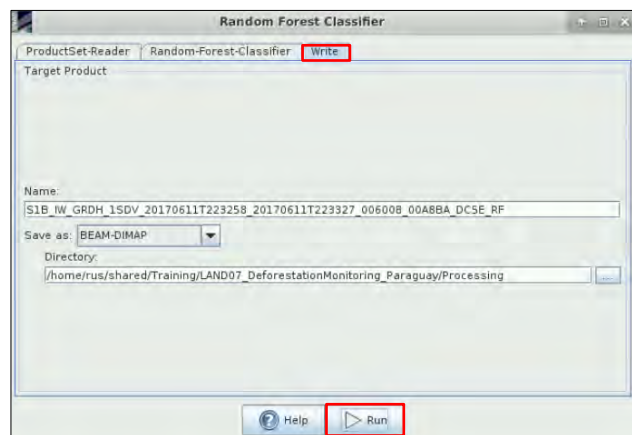 Random Forest Classifier
ProductSet-Reader Random-Forest-Classifier Write
Target Product
Name:
S1B_IW_GRDH_1SDV_20170611T223258_20170611T223327_006008_00A8BA_DC5E_RF
Save as: BEAM-DIMAP
Directory:
/home/rus/shared/Training/LAND07_DeforestationMonitoring_Paraguay/Processing
...
Help Run